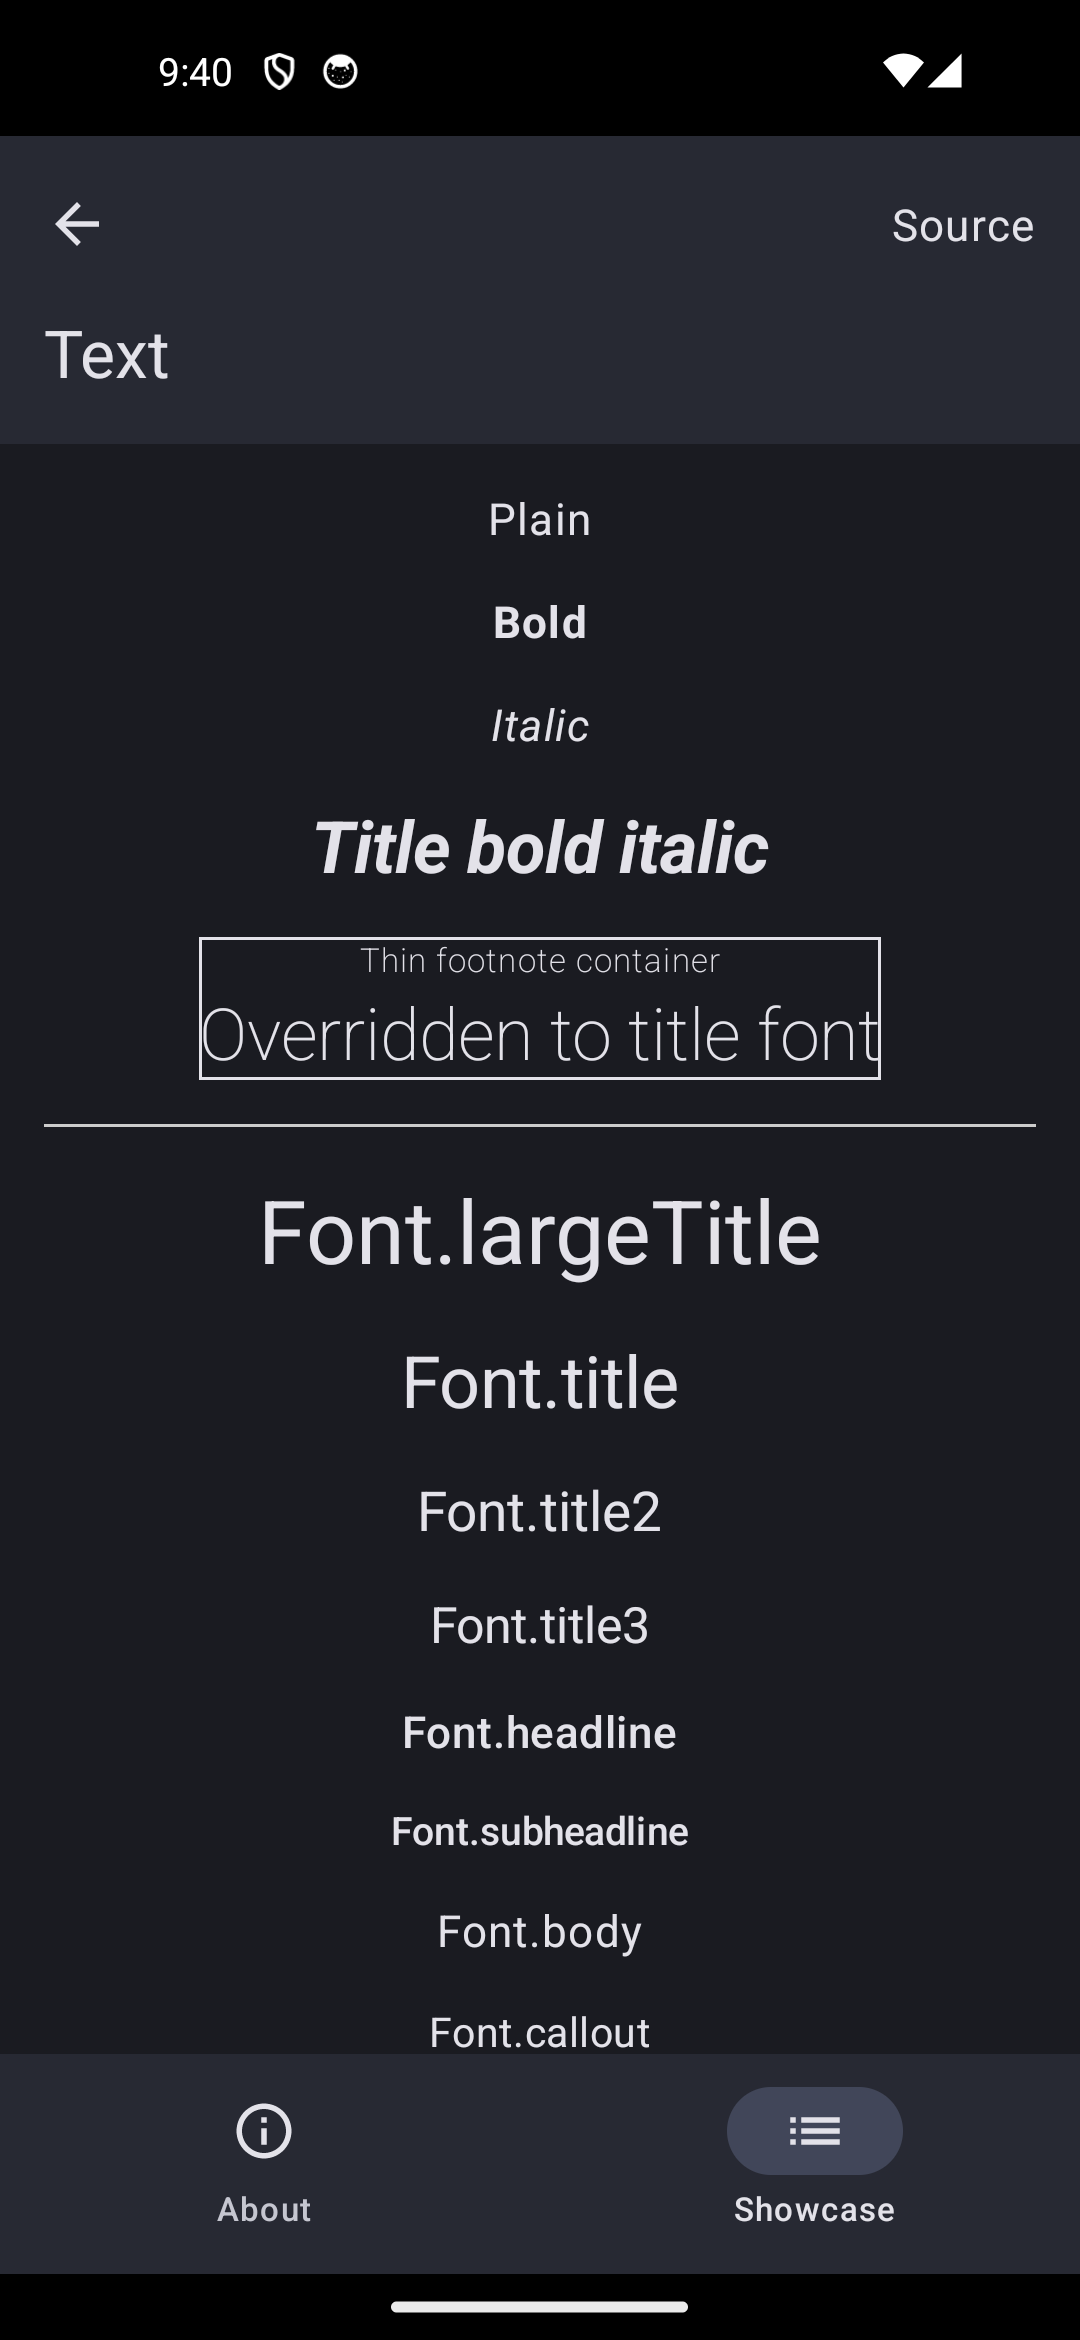 9:40
Source
Text
Plain
Bold
Italic
Title bold italic
Thin footnote container
Overridden to title font
Font.largeTitle
Font.title
Font.title2
Font.title3
Font.headline
Font.subheadline
Font.body
Font.callout
About
Showcase